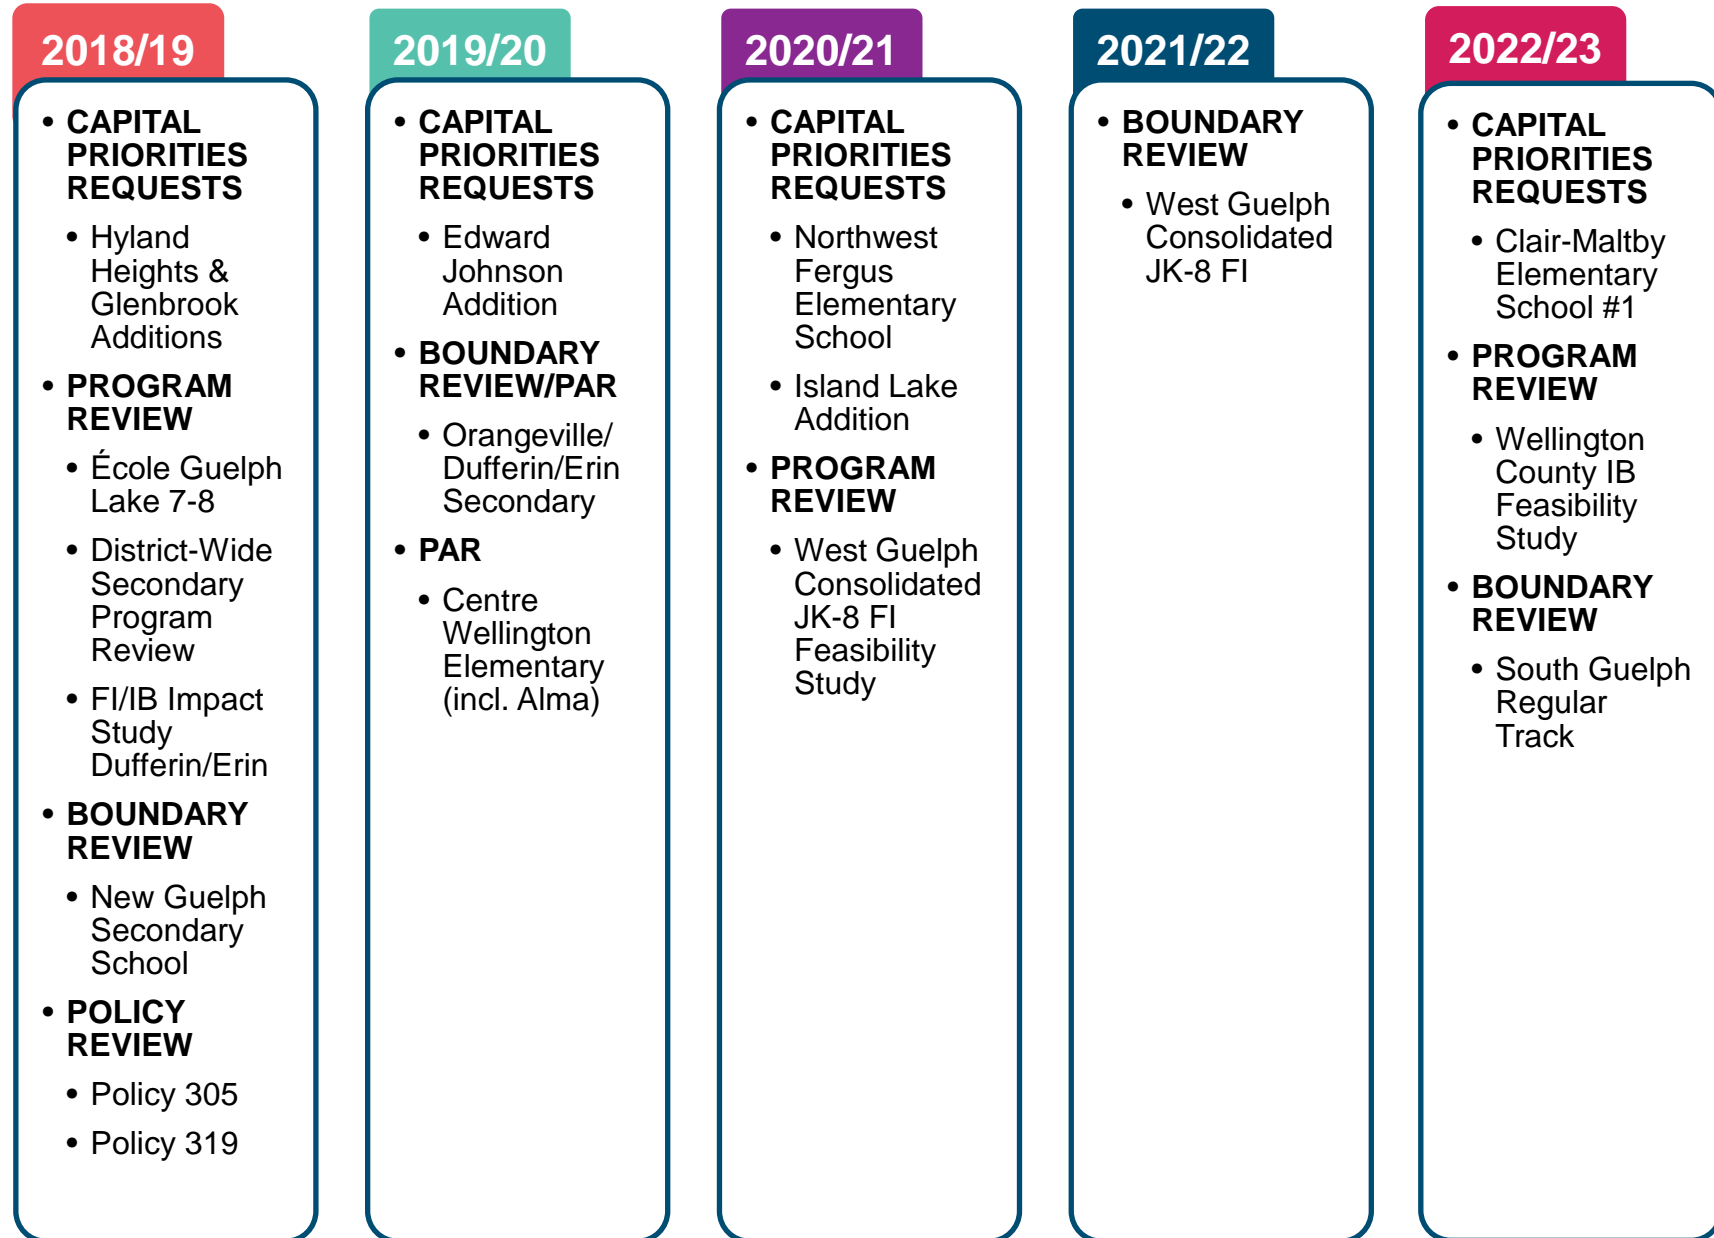 2018/19
• CAPITAL
PRIORITIES
REQUESTS
• Hyland
Heights &
Glenbrook
Additions
• PROGRAM
REVIEW
• École Guelph
Lake 7-8
• District-Wide
Secondary
Program
Review
• FI/IB Impact
Study
Dufferin/Erin
• BOUNDARY
REVIEW
• New Guelph
Secondary
School
• POLICY
REVIEW
• Policy 305
• Policy 319
2019/20
• CAPITAL
PRIORITIES
REQUESTS
• Edward
Johnson
Addition
• BOUNDARY
REVIEW/PAR
• Orangeville/
Dufferin/Erin
Secondary
• PAR
• Centre
Wellington
Elementary
(incl. Alma)
2020/21
• CAPITAL
PRIORITIES
REQUESTS
• Northwest
Fergus
Elementary
School
• Island Lake
Addition
• PROGRAM
REVIEW
• West Guelph
Consolidated
JK-8 FI
Feasibility
Study
2021/22
• BOUNDARY
REVIEW
• West Guelph
Consolidated
JK-8 FI
2022/23
• CAPITAL
PRIORITIES
REQUESTS
• Clair-Maltby
Elementary
School #1
• PROGRAM
REVIEW
• Wellington
County IB
Feasibility
Study
• BOUNDARY
REVIEW
• South Guelph
Regular
Track